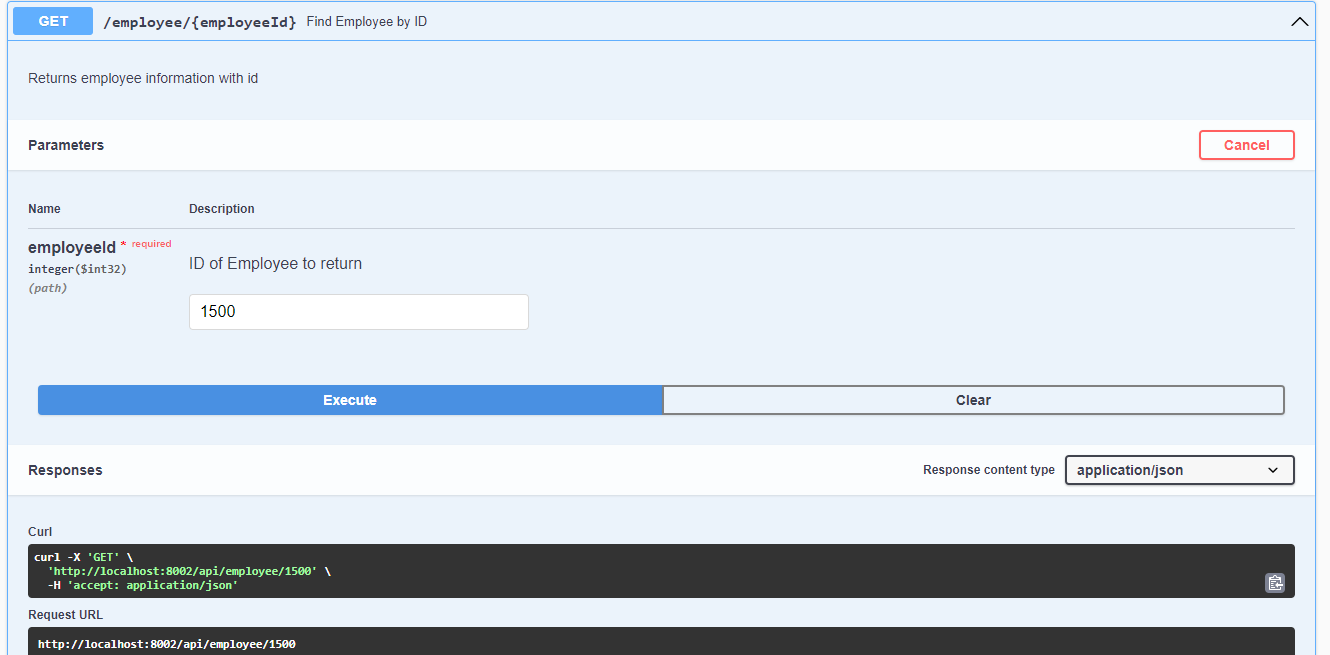 GET /employee/{employeeId} Find Employee by ID
Returns employee information with id
Parameters Cancel
Name Description
employeeId * required
integer($int32)
(path)
ID of Employee to return
1500
Execute Clear
Responses Response content type application/json
Curl
curl -X 'GET' \
'http://localhost:8002/api/employee/1500' \
-H 'accept: application/json'
Request URL
http://localhost:8002/api/employee/1500